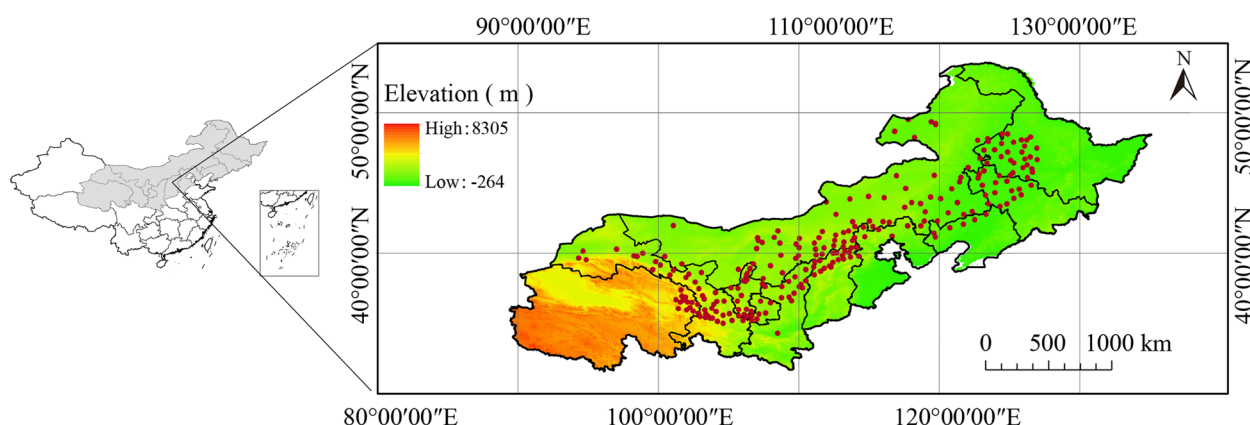 90°00′00″E 110°00′00″E 130°00′00″E
Elevation ( m )
High: 8305
Low: -264
N
50°00′00″N
40°00′00″N
50°00′00″N
40°00′00″N
0 500 1000 km
80°00′00″E 100°00′00″E 120°00′00″E